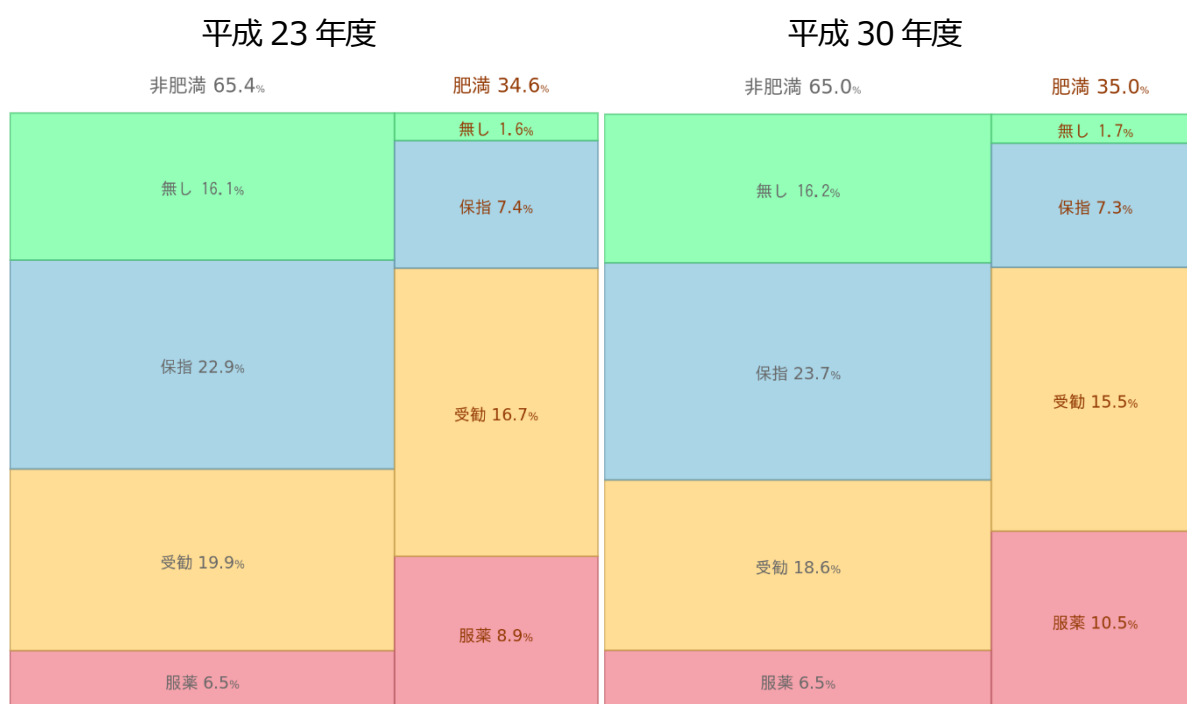 平成 23 年度
非肥満 65.4%
肥満 34.6%
無し 16.1%
無し 1.6%
保指 7.4%
保指 22.9%
受勧 16.7%
受勧 19.9%
服薬 8.9%
服薬 6.5%
平成 30 年度
非肥満 65.0%
肥満 35.0%
無し 16.2%
無し 1.7%
保指 7.3%
保指 23.7%
受勧 15.5%
受勧 18.6%
服薬 10.5%
服薬 6.5%